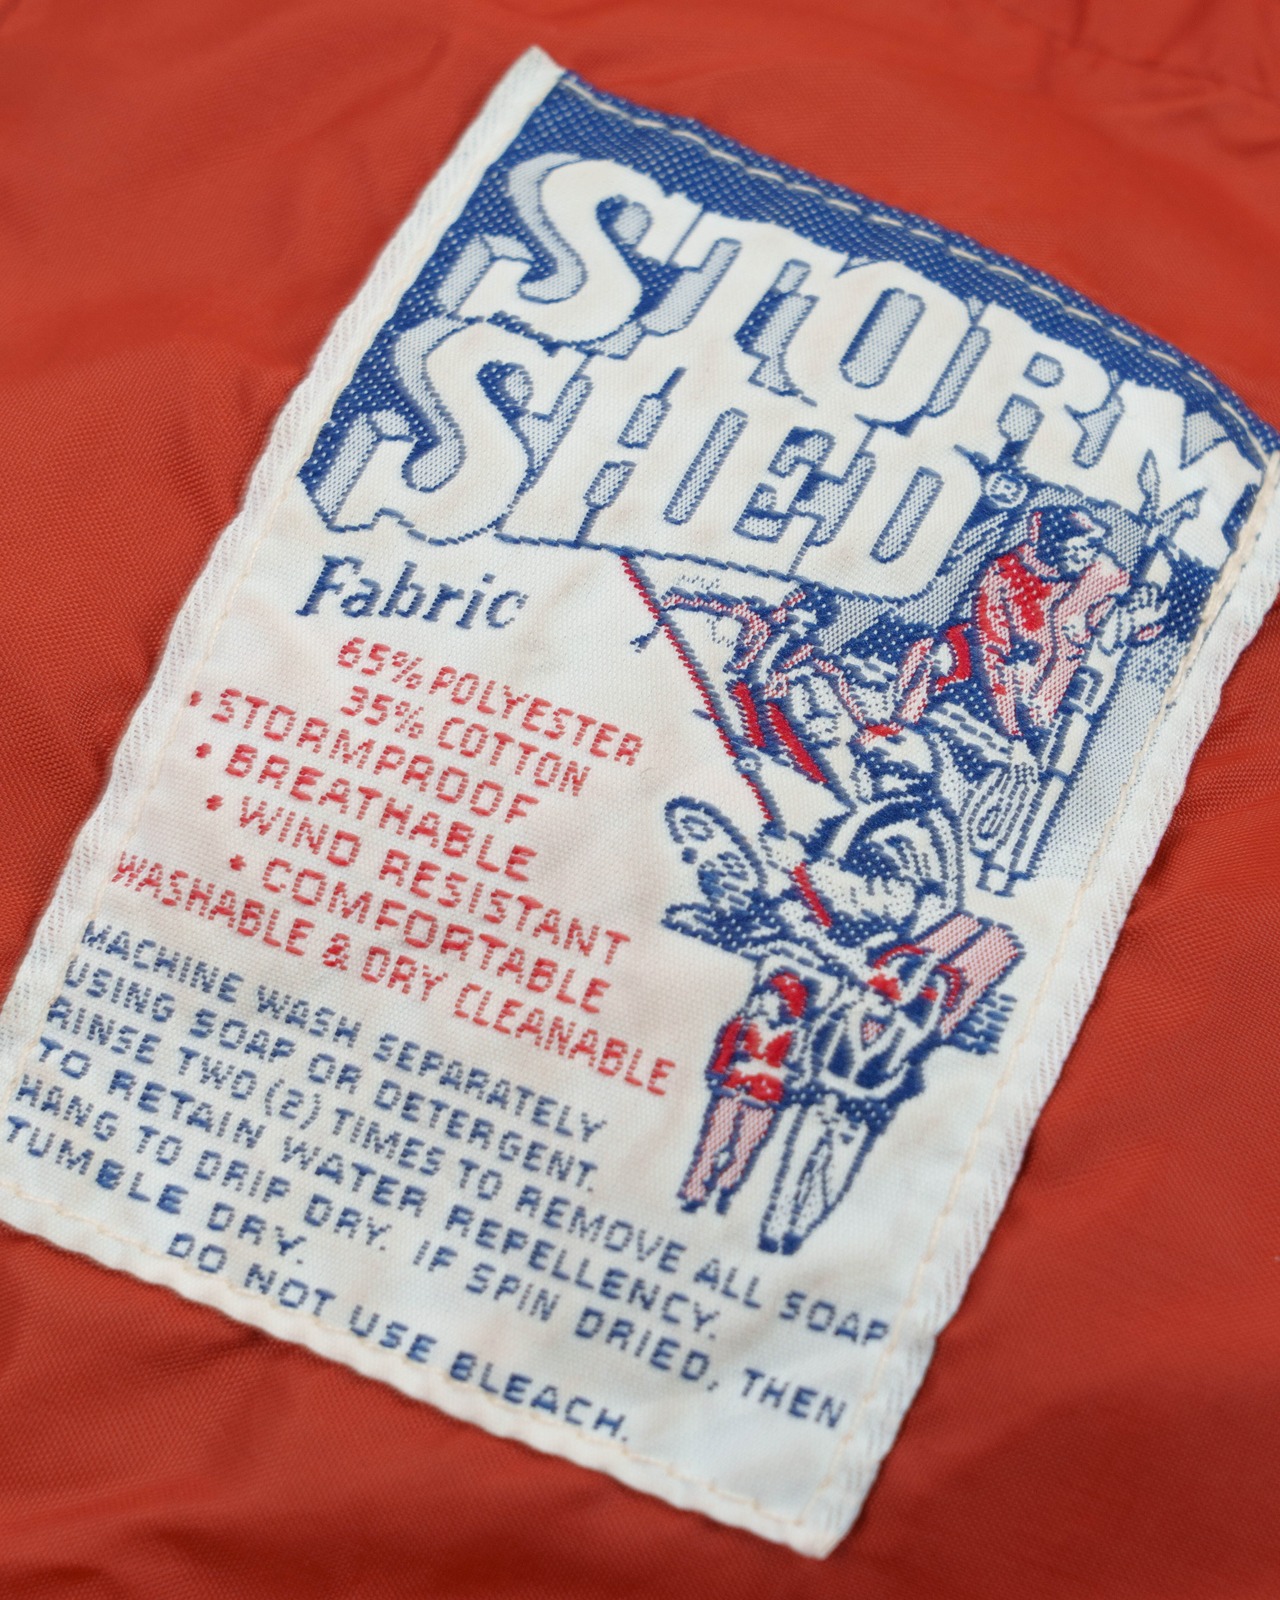 STORM
SHED®
Fabric
65% POLYESTER
35% COTTON
• STORMPROOF
• BREATHABLE
• WIND RESISTANT
• COMFORTABLE
WASHABLE & DRY CLEANABLE
MACHINE WASH SEPARATELY
USING SOAP OR DETERGENT.
RINSE TWO (2) TIMES TO REMOVE ALL SOAP
TO RETAIN WATER REPELLENCY.
HANG TO DRIP DRY. IF SPIN DRIED, THEN
TUMBLE DRY.
DO NOT USE BLEACH.